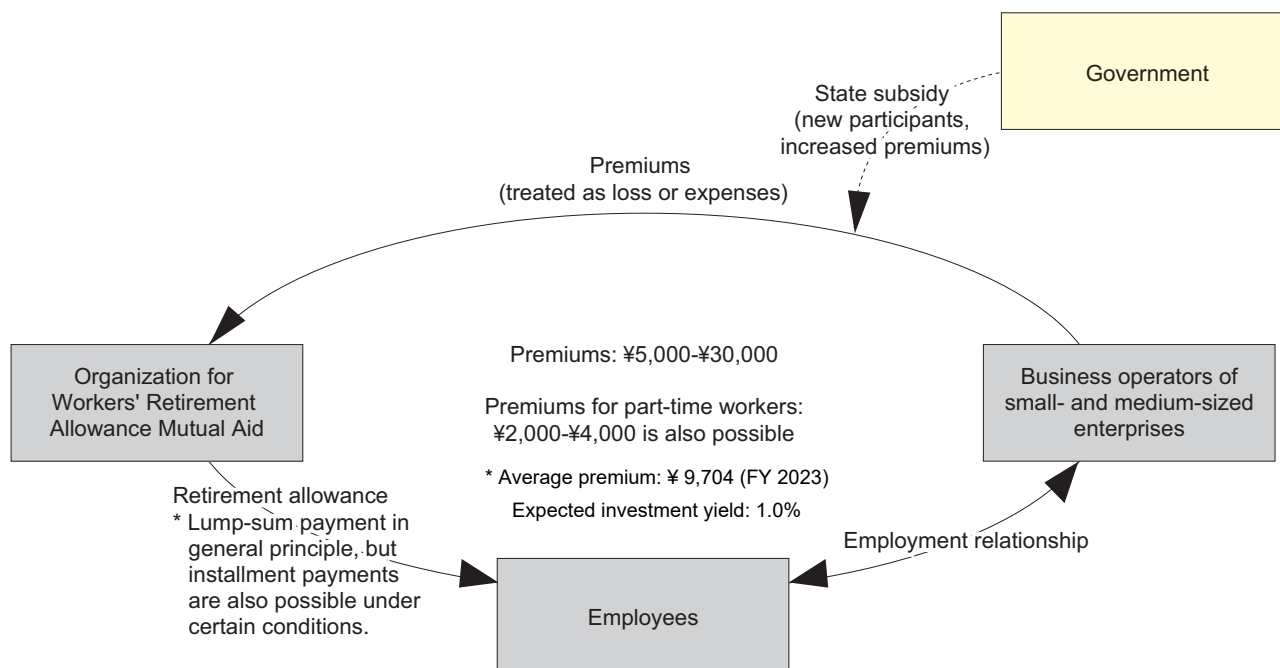 Government
State subsidy
(new participants,
increased premiums)
Premiums
(treated as loss or expenses)
Organization for
Workers' Retirement
Allowance Mutual Aid
Premiums: ¥5,000-¥30,000
Premiums for part-time workers:
¥2,000-¥4,000 is also possible
* Average premium: ¥ 9,704 (FY 2023)
Expected investment yield: 1.0%
Business operators of
small- and medium-sized
enterprises
Retirement allowance
* Lump-sum payment in
general principle, but
installment payments
are also possible under
certain conditions.
Employment relationship
Employees